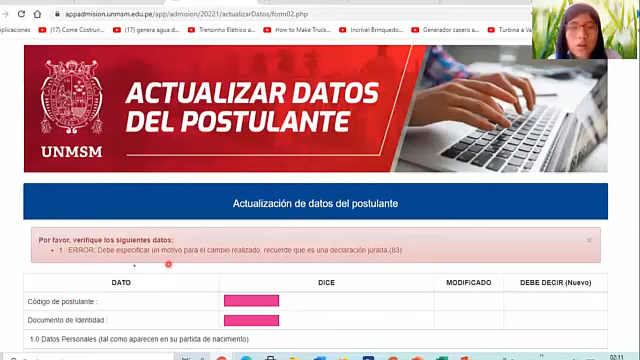 appadmision.unmsm.edu.pe/app/admision/20221/actualizarDatos/form02.php
(17) Come Construir...
(17) genera agua d...
Trenzinho Elétrico a...
How to Make Truck...
Incrível Brinquedo...
Generador casero a
Turbina a V
ACTUALIZAR DATOS
DEL POSTULANTE
UNMSM
Actualización de datos del postulante
Por favor, verifique los siguientes datos:
1 : ERROR: Debe especificar un motivo para el cambio realizado, recuerde que es una declaración jurada.(83)
×
DATO DICE MODIFICADO DEBE DECIR (Nuevo)
Código de postulante :
Documento de Identidad :
1.0 Datos Personales (tal como aparecen en su partida de nacimiento)
02:11